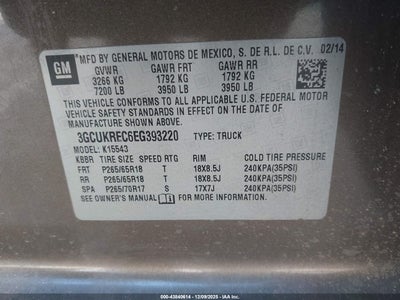 GM
MFD BY GENERAL MOTORS DE MEXICO, S. DE R.L. DE C.V. 02/14
GVWR GAWR FRT GAWR RR
3266 KG 1792 KG 1792 KG
7200 LB 3950 LB 3950 LB
THIS VEHICLE CONFORMS TO ALL APPLICABLE U.S. FEDERAL MOTOR
VEHICLE SAFETY STANDARDS IN EFFECT ON THE DATE OF
MANUFACTURE SHOWN ABOVE.
3GCUKREC6EG393220 TYPE: TRUCK
MODEL: K15543
KBBR TIRE SIZE SPEED RTG RIM COLD TIRE PRESSURE
FRT P265/65R18 T 18X8.5J 240KPA(35PSI)
RR P265/65R18 T 18X8.5J 240KPA(35PSI)
SPA P265/70R17 S 17X7J 240KPA(35PSI)
SEE OWNER'S MANUAL FOR MORE INFORMATION.
000-43840614 - 12/09/2025 - IAAI.COM